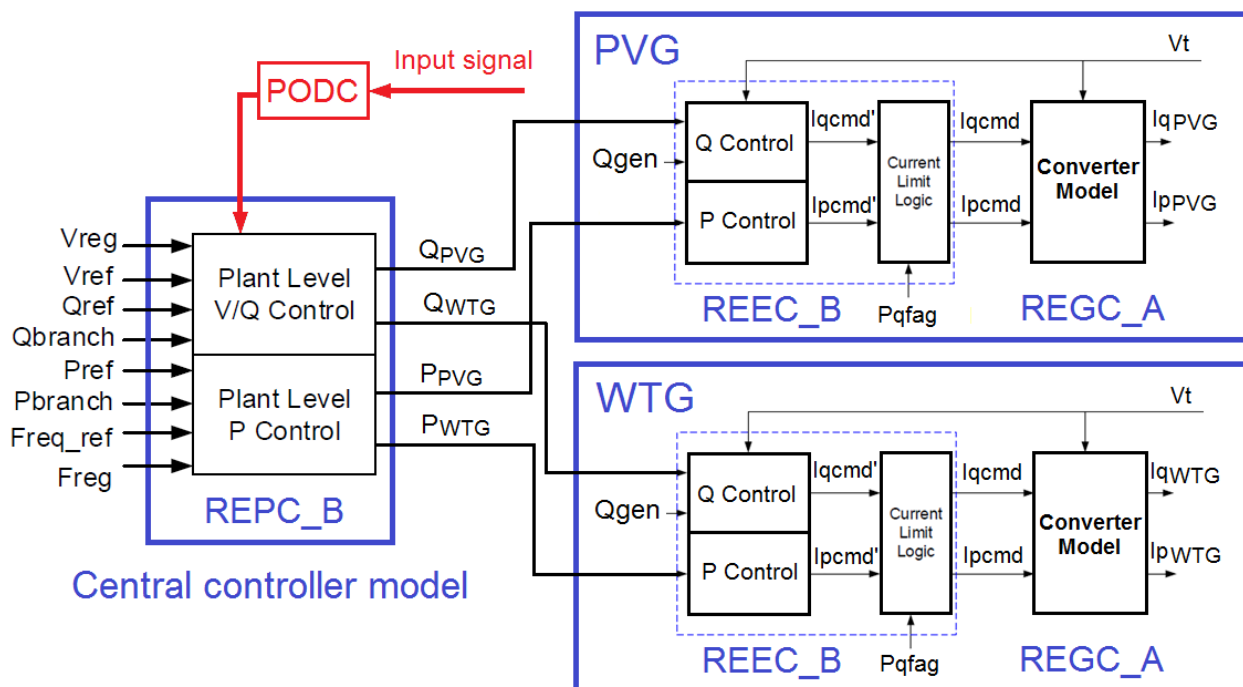 Input signal
PODC
Vreg
Vref
Qref
Qbranch
Pref
Pbranch
Freq_ref
Freg
Plant Level
V/Q Control
Plant Level
P Control
REPC_B
Central controller model
QPVG
QWTG
PPVG
PWTG
PVG
Vt
Qgen
Q Control
P Control
Iqcmd'
Ipcmd'
Current
Limit
Logic
Iqcmd
Ipcmd
Converter
Model
IqPVG
IpPVG
REEC_B
Pqfag
REGC_A
WTG
Vt
Qgen
Q Control
P Control
Iqcmd'
Ipcmd'
Current
Limit
Logic
Iqcmd
Ipcmd
Converter
Model
IqWTG
IpWTG
REEC_B
Pqfag
REGC_A